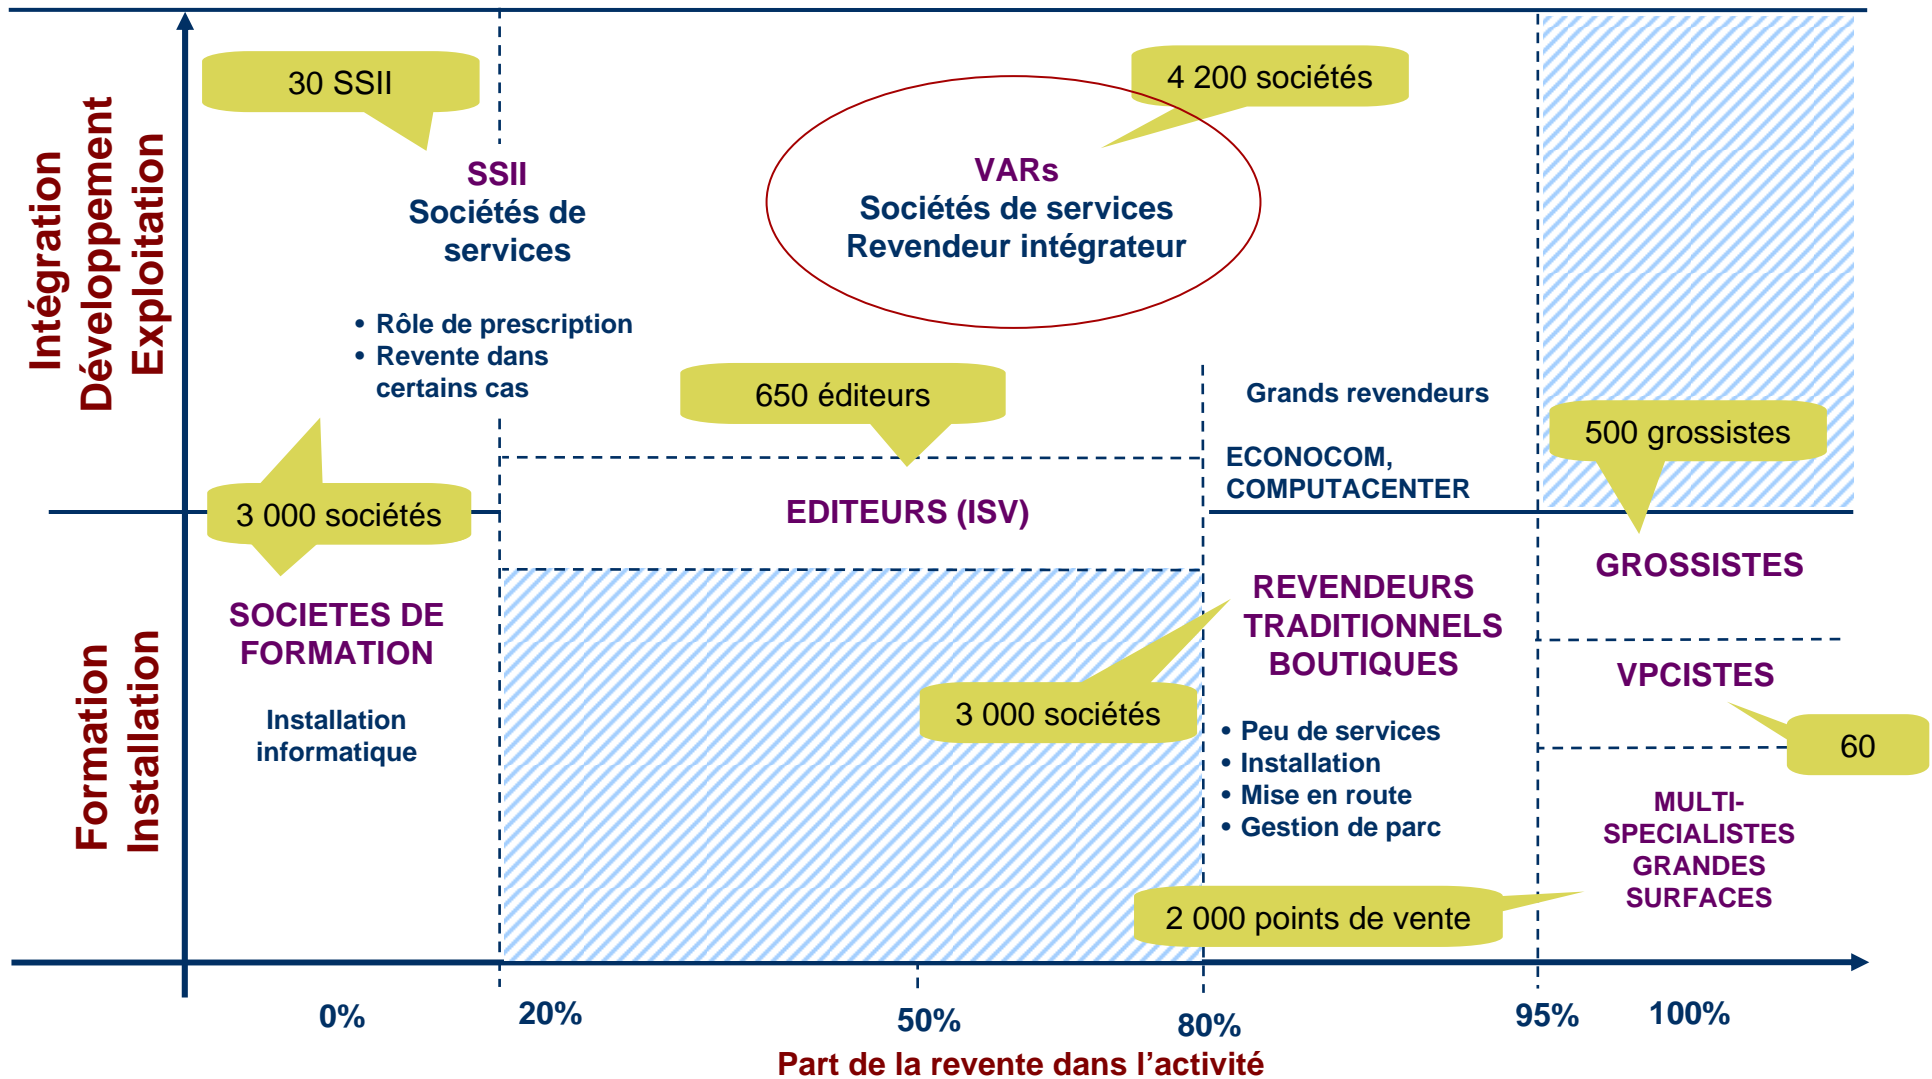 Intégration
Développement
Exploitation
30 SSII
SSII
Sociétés de
services
• Rôle de prescription
• Revente dans
certains cas
4 200 sociétés
VARs
Sociétés de services
Revendeur intégrateur
650 éditeurs
EDITEURS (ISV)
Grands revendeurs
ECONOCOM,
COMPUTACENTER
500 grossistes
GROSSISTES
Formation
Installation
3 000 sociétés
SOCIETES DE
FORMATION
Installation
informatique
3 000 sociétés
REVENDEURS
TRADITIONNELS
BOUTIQUES
• Peu de services
• Installation
• Mise en route
• Gestion de parc
VPCISTES
60
MULTI-
SPECIALISTES
GRANDES
SURFACES
2 000 points de vente
0%
20%
50%
80%
95%
100%
Part de la revente dans l’activité